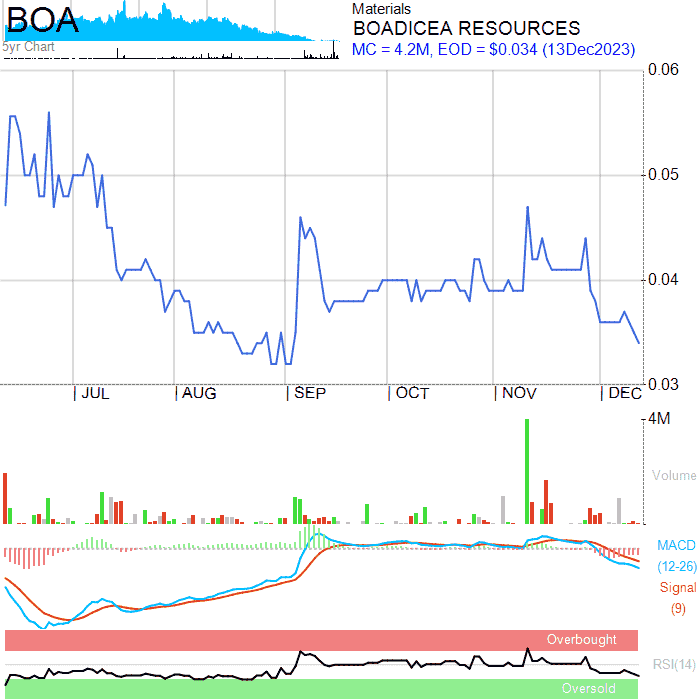 BOA
5yr Chart
Materials
BOADICEA RESOURCES
MC = 4.2M, EOD = $0.034 (13Dec2023)
0.06
0.05
0.04
0.03
| JUL | AUG | SEP | OCT | NOV | DEC
4M
Volume
MACD
(12-26)
Signal
(9)
Overbought
RSI(14)
Oversold